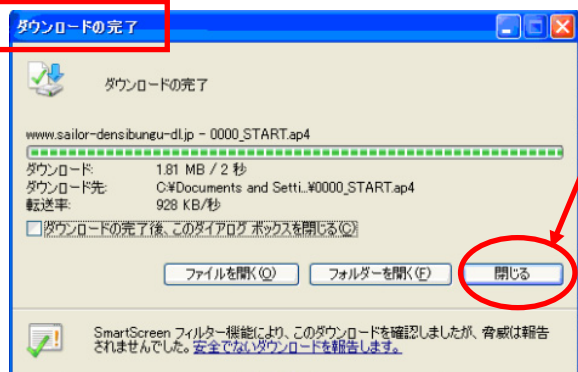 ダウンロードの完了
ダウンロードの完了
www.sailor-densibungu-dl.jp - 0000_START.ap4
ダウンロード: 1.81 MB / 2 秒
ダウンロード先: C:¥Documents and Setti...¥0000_START.ap4
転送率: 928 KB/秒
ダウンロードの完了後、このダイアログ ボックスを閉じる(C)
ファイルを開く(O) フォルダーを開く(F) 閉じる
SmartScreen フィルター機能により、このダウンロードを確認しましたが、脅威は報告
されませんでした。安全でないダウンロードを報告します。